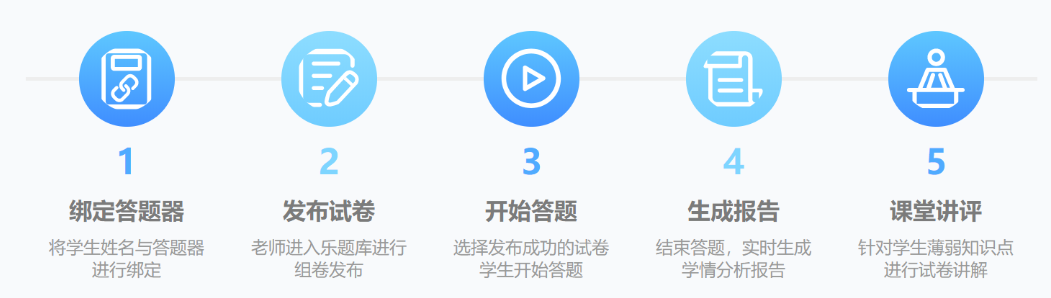 1
绑定答题器
将学生姓名与答题器
进行绑定
2
发布试卷
老师进入乐题库进行
组卷发布
3
开始答题
选择发布成功的试卷
学生开始答题
4
生成报告
结束答题，实时生成
学情分析报告
5
课堂讲评
针对学生薄弱知识点
进行试卷讲解